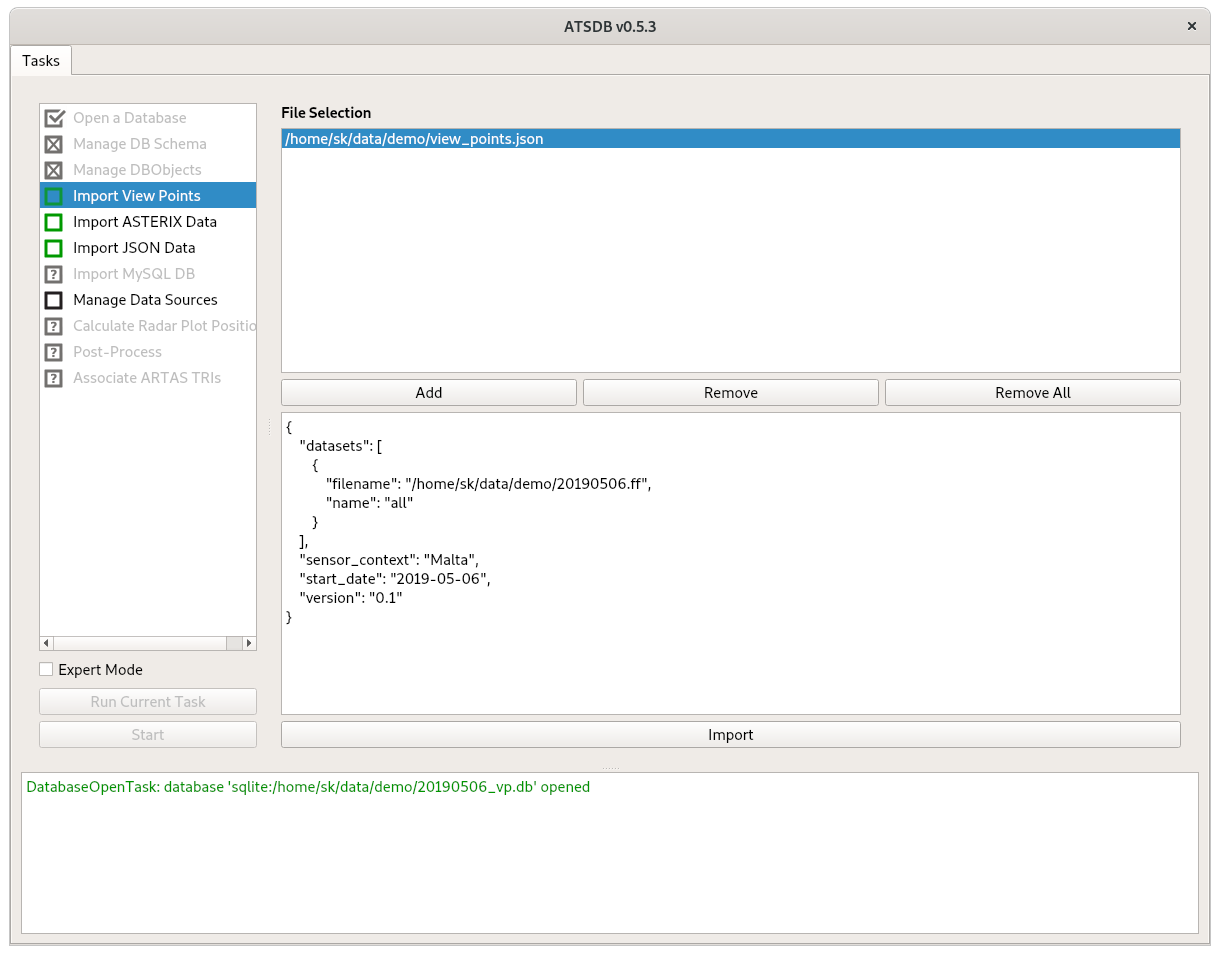 ATSDB v0.5.3
Tasks
Open a Database
Manage DB Schema
Manage DBObjects
Import View Points
Import ASTERIX Data
Import JSON Data
Import MySQL DB
Manage Data Sources
Calculate Radar Plot Positio
Post-Process
Associate ARTAS TRIs
Expert Mode
Run Current Task
Start
File Selection
/home/sk/data/demo/view_points.json
Add Remove Remove All
{
"datasets": [
{
"filename": "/home/sk/data/demo/20190506.ff",
"name": "all"
}
],
"sensor_context": "Malta",
"start_date": "2019-05-06",
"version": "0.1"
}
Import
DatabaseOpenTask: database 'sqlite:/home/sk/data/demo/20190506_vp.db' opened